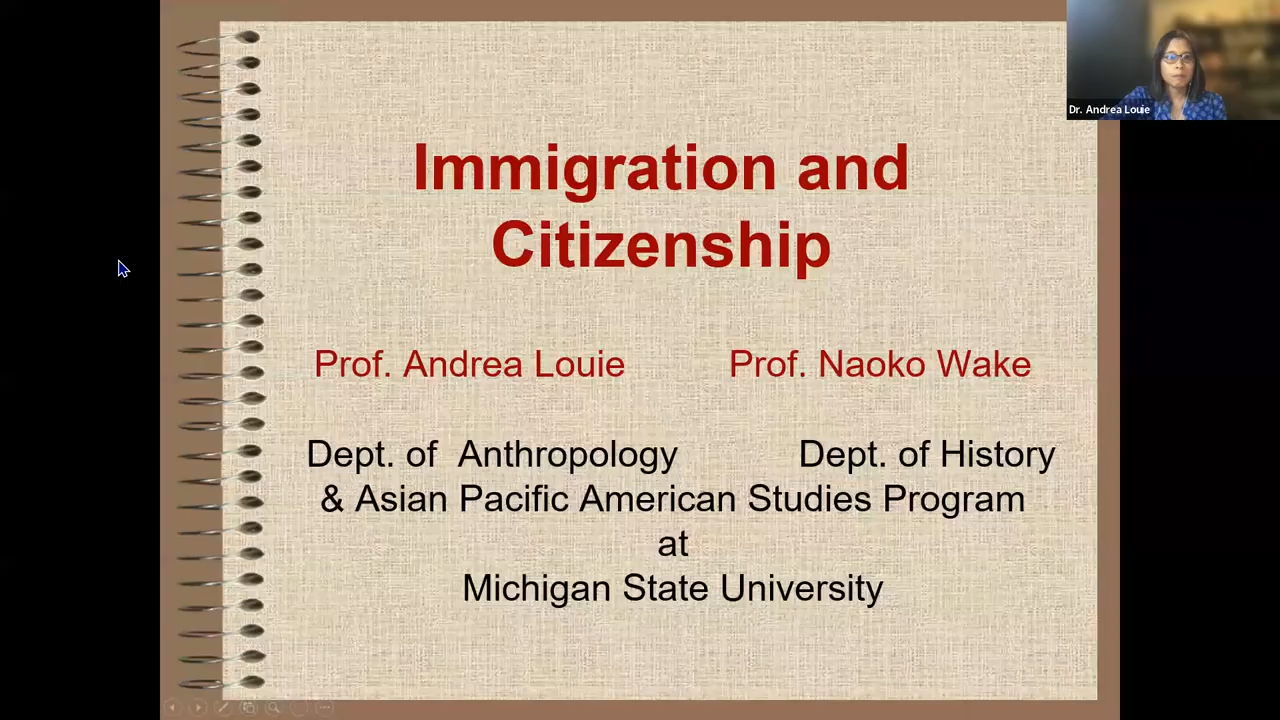 Dr. Andrea Louie
Immigration and
Citizenship
Prof. Andrea Louie Prof. Naoko Wake
Dept. of Anthropology Dept. of History
& Asian Pacific American Studies Program
at
Michigan State University